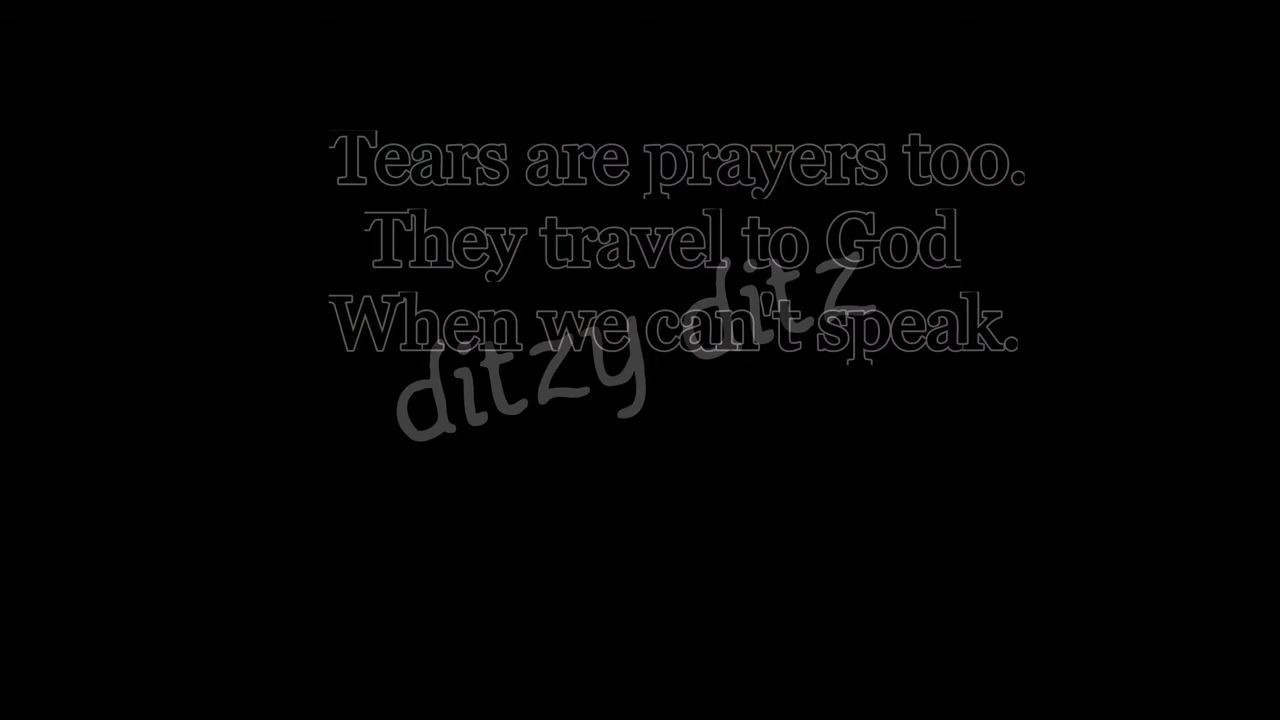 Tears are prayers too.
They travel to God
When we can't speak.
ditzy ditz